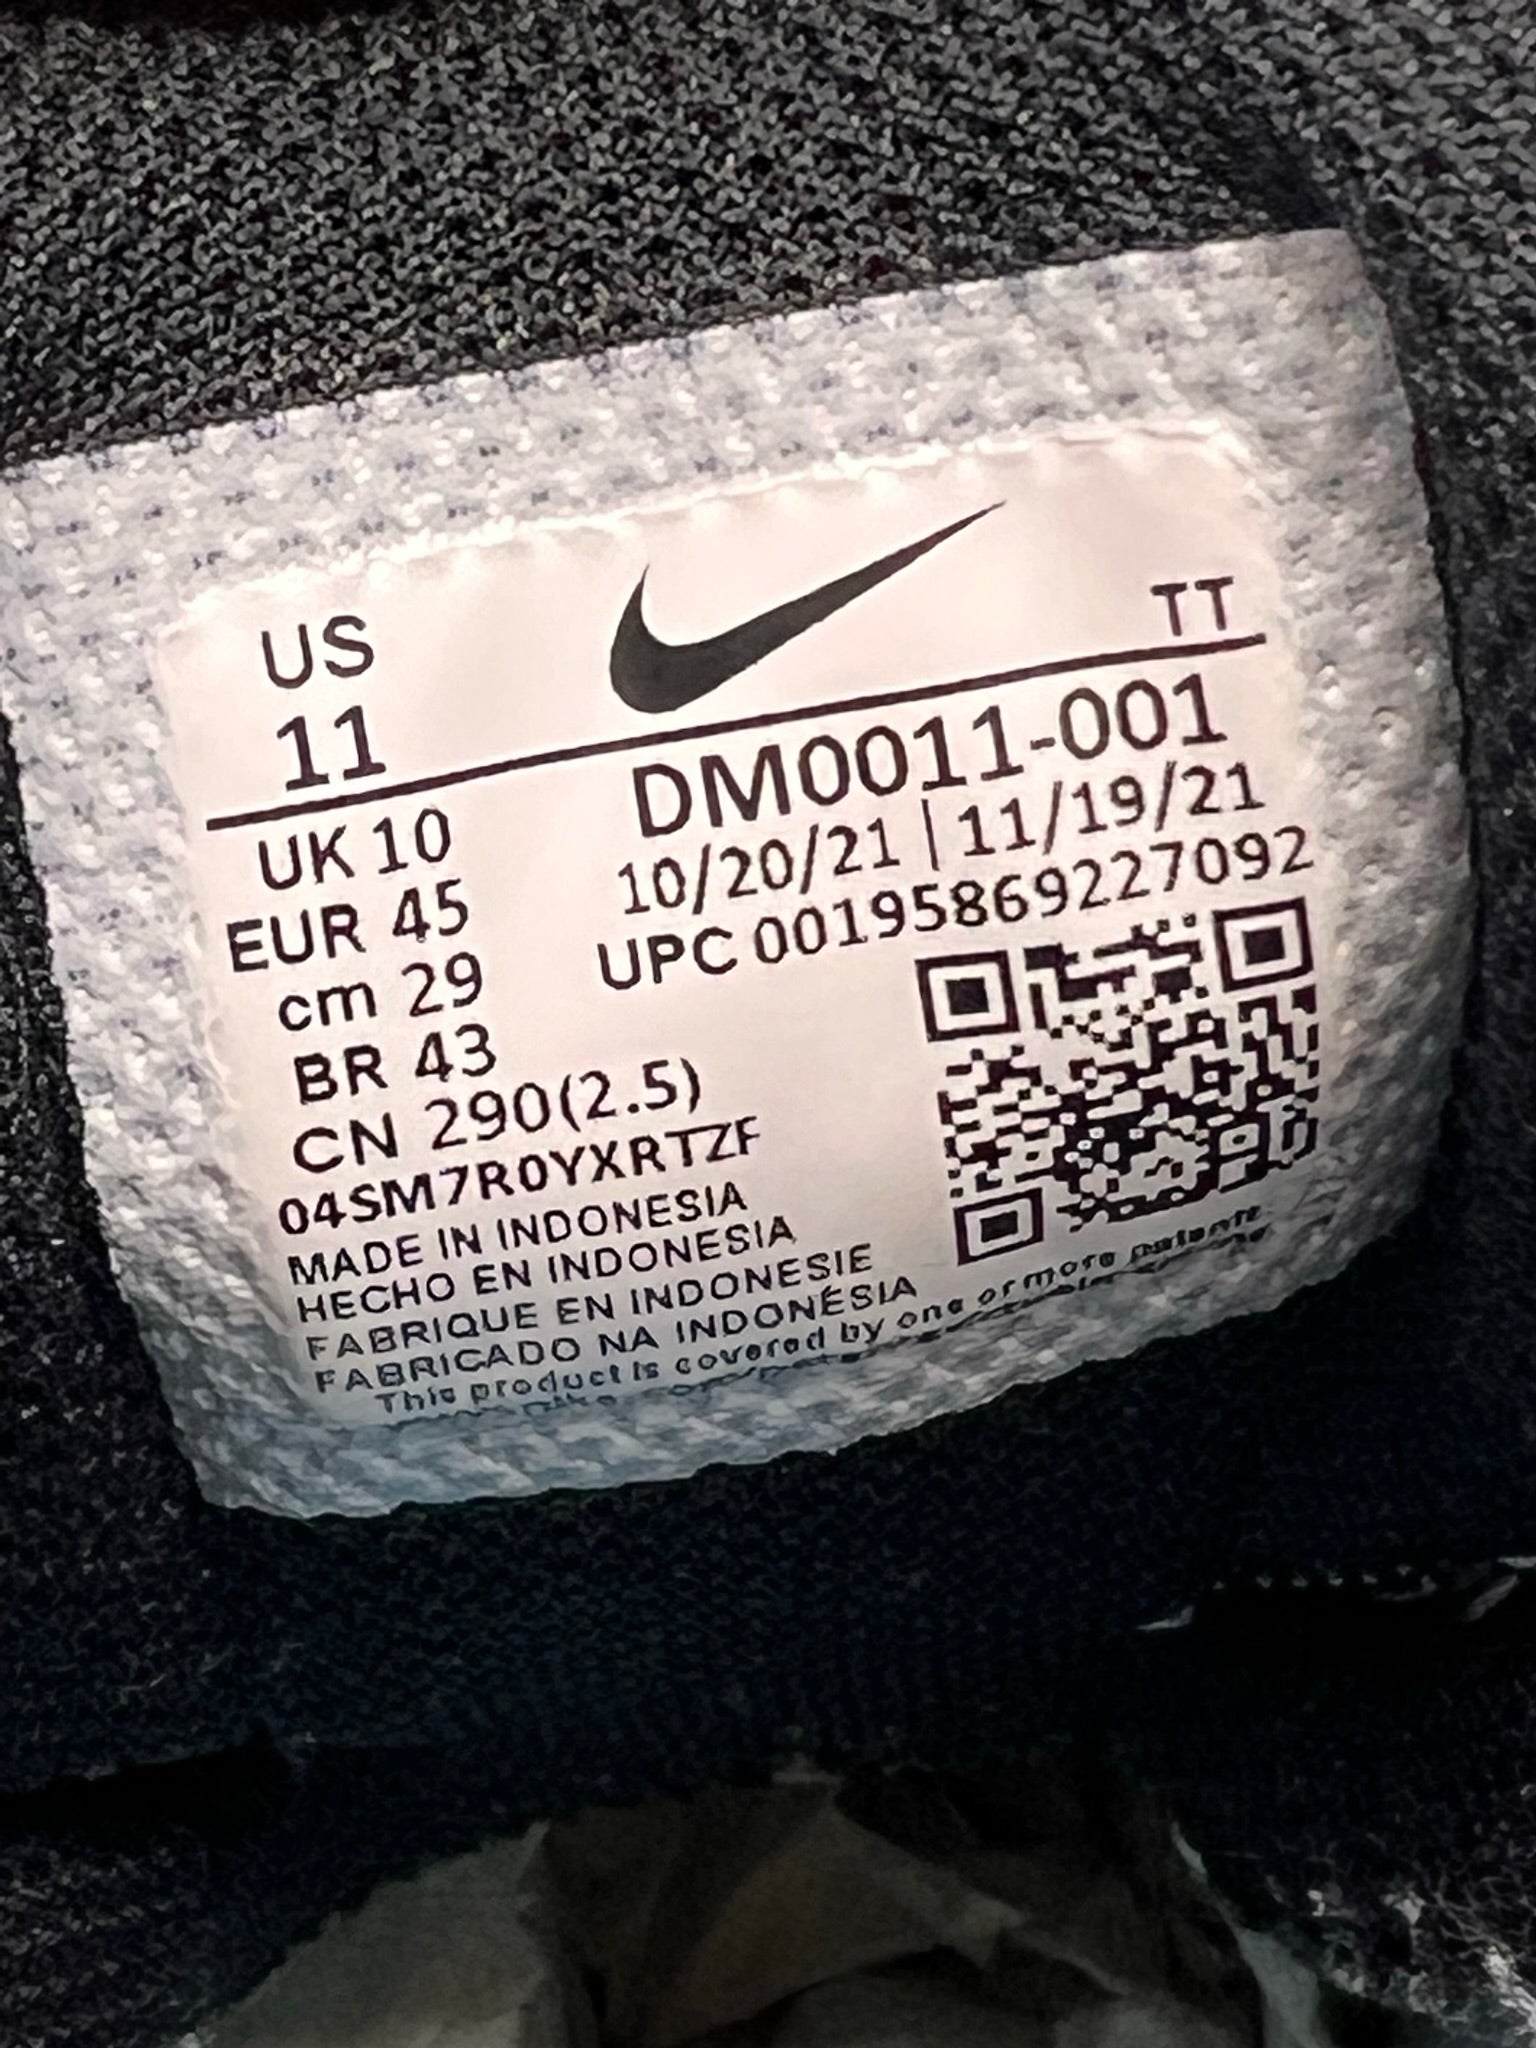 US
11
TT
DM0011-001
10/20/21 | 11/19/21
UPC 00195869227092
UK 10
EUR 45
cm 29
BR 43
CN 290(2.5)
04SM7R0YXRTZF
MADE IN INDONESIA
HECHO EN INDONESIA
FABRIQUE EN INDONESIE
FABRICADO NA INDONÉSIA
This product is covered by one or more patents